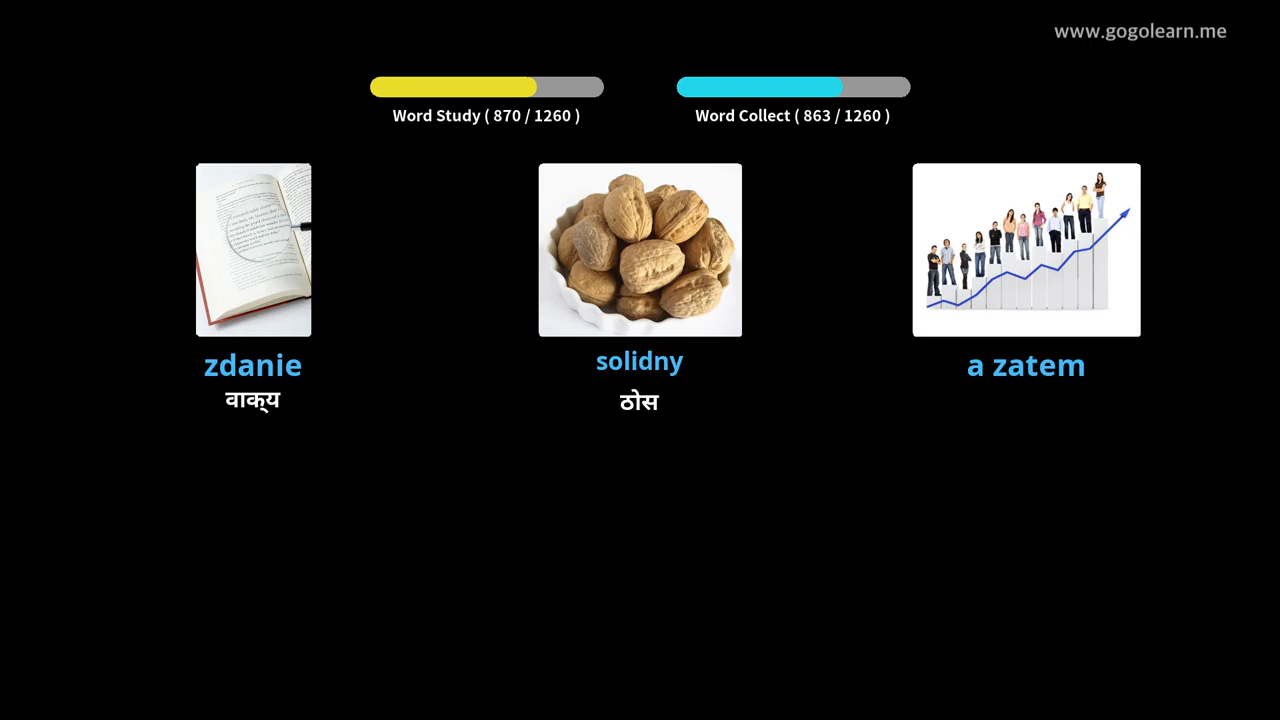 www.gogolearn.me
Word Study ( 870 / 1260 )
Word Collect ( 863 / 1260 )
zdanie
वाक्य
solidny
ठोस
a zatem